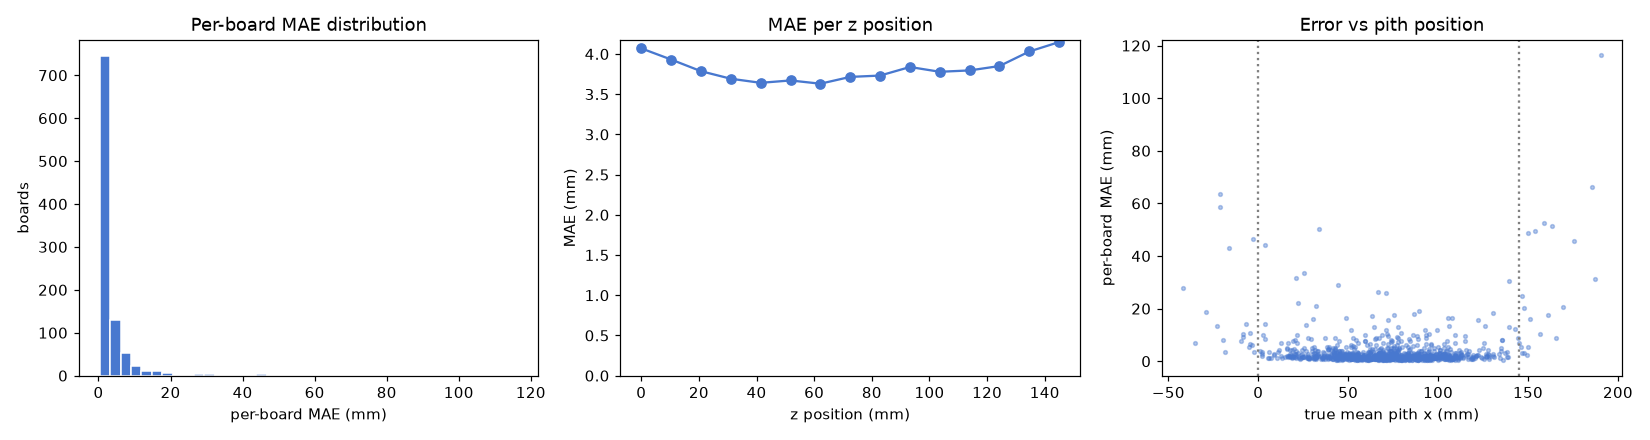 Per-board MAE distribution
700
600
500
400
300
200
100
0
boards
0 20 40 60 80 100 120
per-board MAE (mm)
MAE per z position
4.0
3.5
3.0
2.5
2.0
1.5
1.0
0.5
0.0
MAE (mm)
0 20 40 60 80 100 120 140
z position (mm)
Error vs pith position
120
100
80
60
40
20
0
per-board MAE (mm)
−50 0 50 100 150 200
true mean pith x (mm)